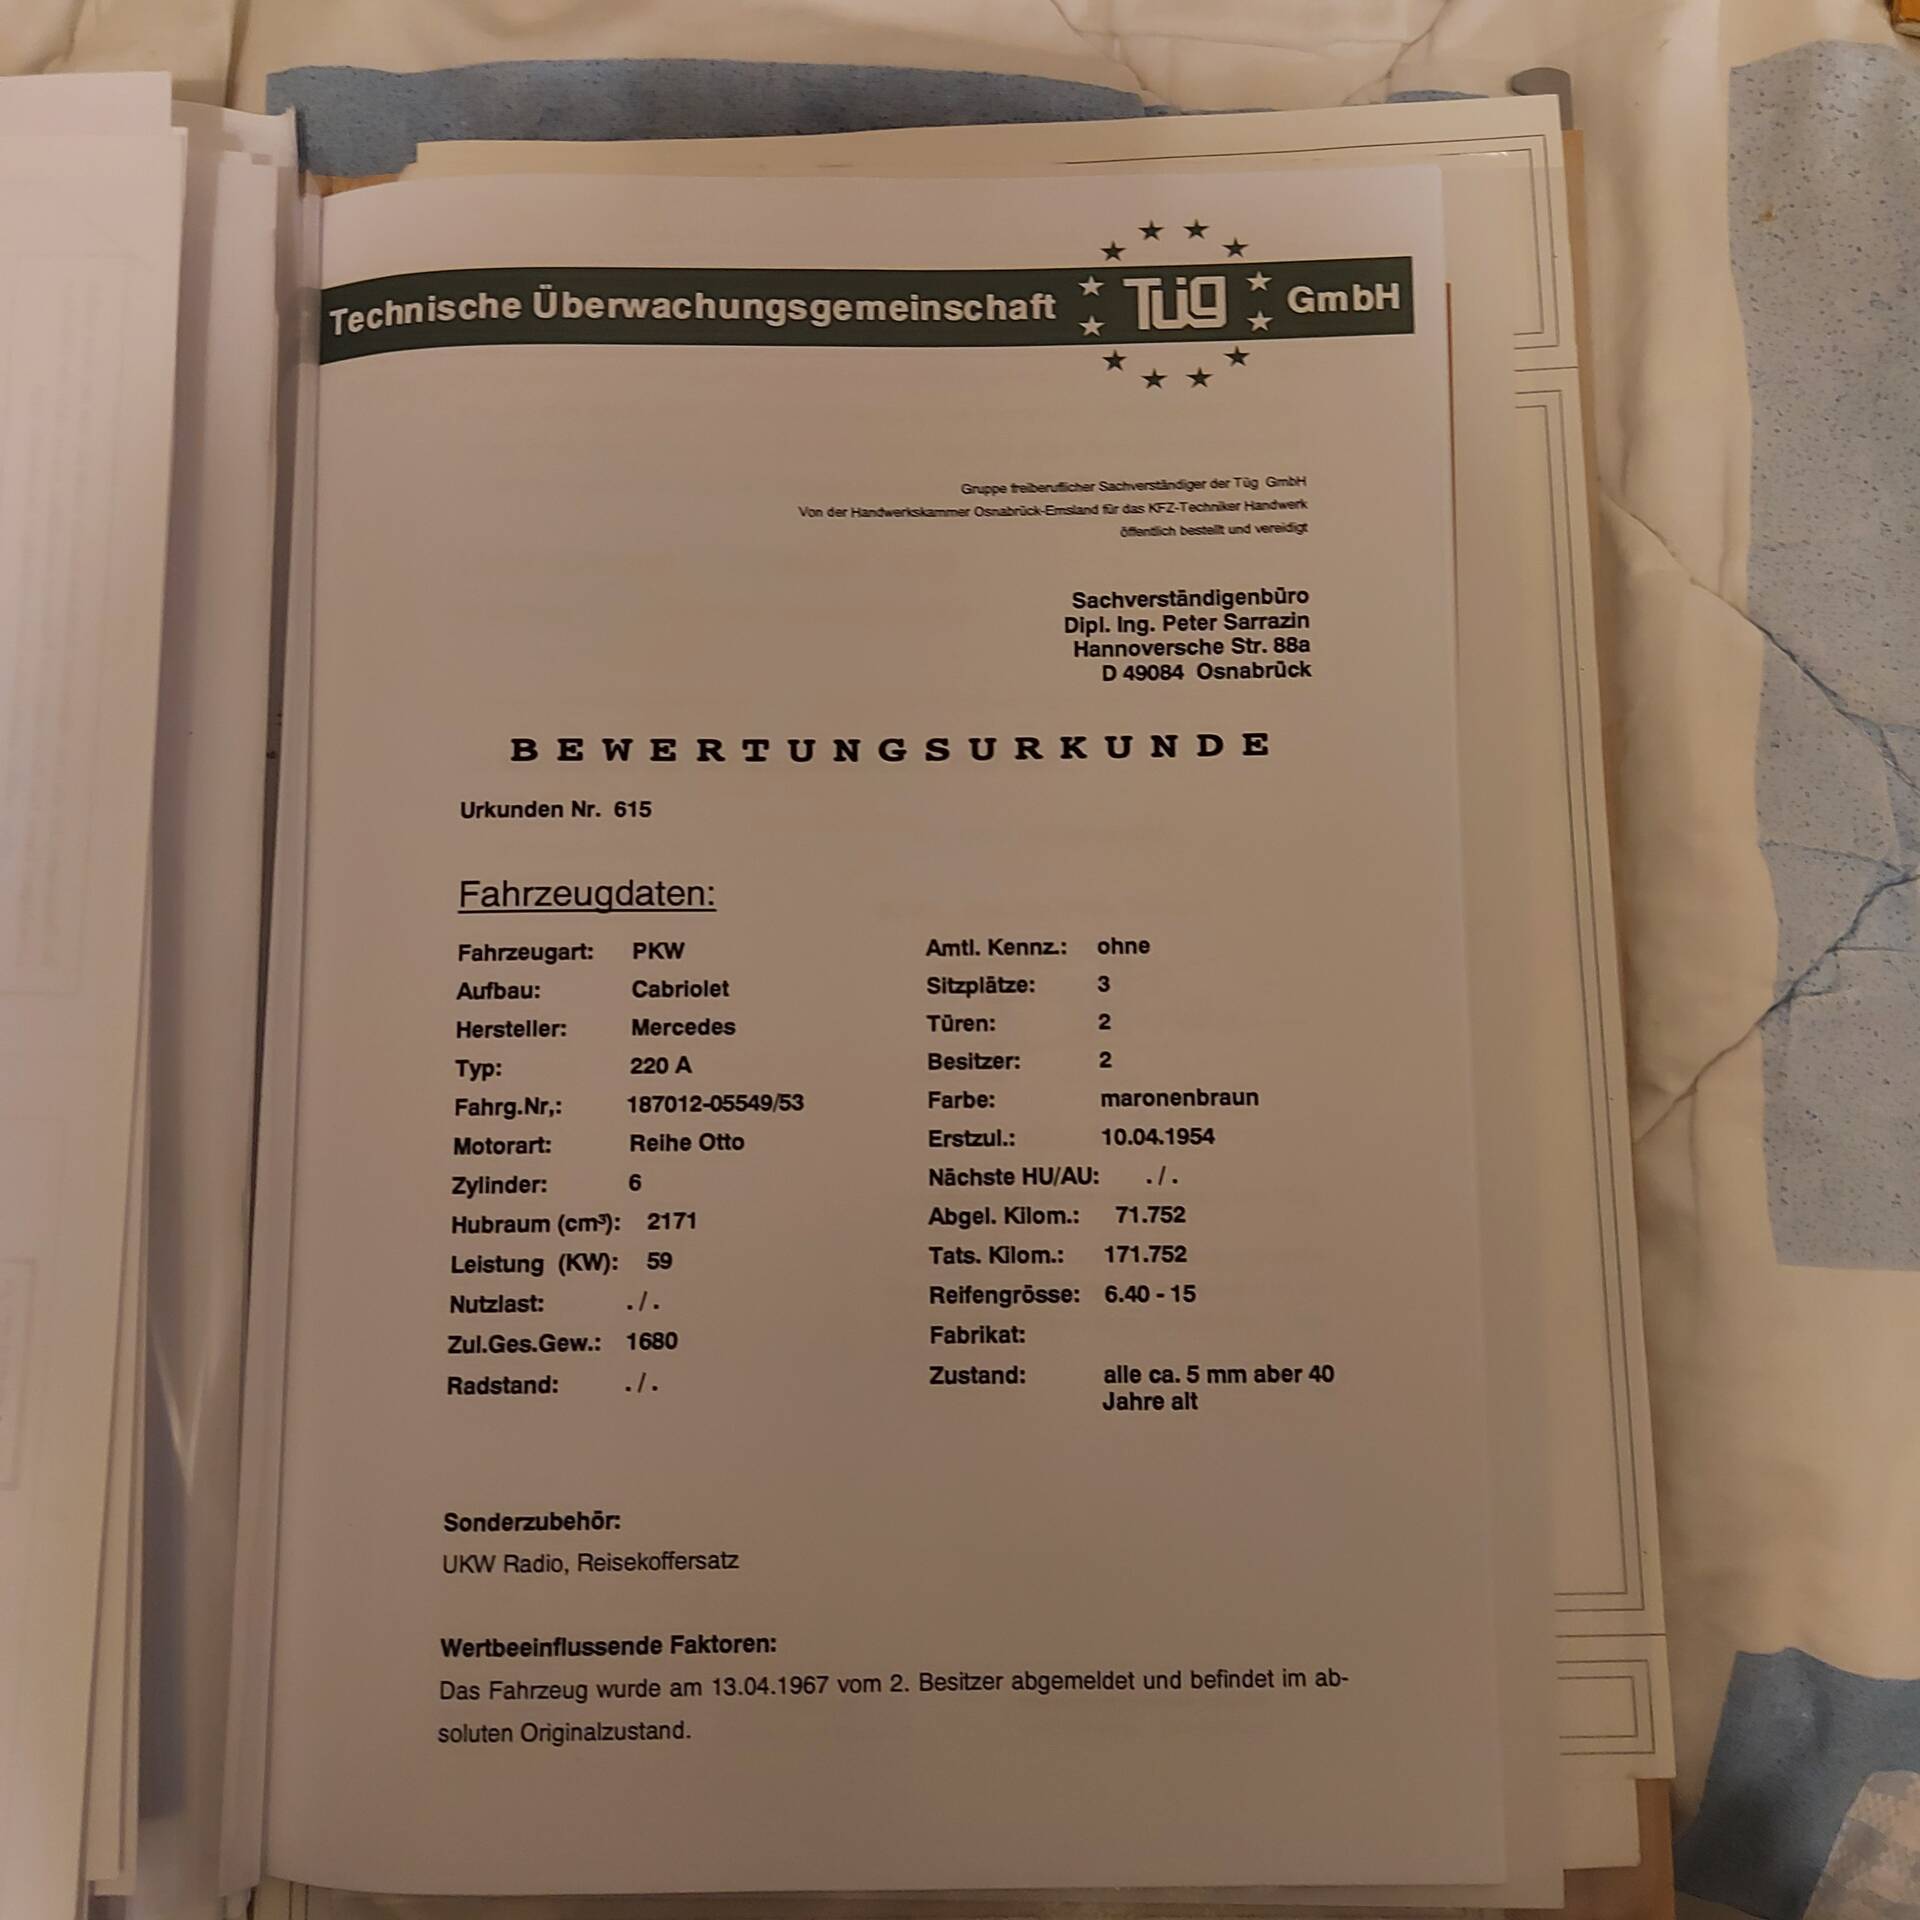 Technische Überwachungsgemeinschaft Tüg GmbH
Gruppe freiberuflicher Sachverständiger der Tüg GmbH
Von der Handwerkskammer Osnabrück-Emsland für das KFZ-Techniker Handwerk
öffentlich bestellt und vereidigt
Sachverständigenbüro
Dipl. Ing. Peter Sarrazin
Hannoversche Str. 88a
D 49084 Osnabrück
BEWERTUNGSURKUNDE
Urkunden Nr. 615
Fahrzeugdaten:
Fahrzeugart: PKW Amtl. Kennz.: ohne
Aufbau: Cabriolet Sitzplätze: 3
Hersteller: Mercedes Türen: 2
Typ: 220 A Besitzer: 2
Fahrg.Nr,: 187012-05549/53 Farbe: maronenbraun
Motorart: Reihe Otto Erstzul.: 10.04.1954
Zylinder: 6 Nächste HU/AU: ./.
Hubraum (cm³): 2171 Abgel. Kilom.: 71.752
Leistung (KW): 59 Tats. Kilom.: 171.752
Nutzlast: ./. Reifengrösse: 6.40 - 15
Zul.Ges.Gew.: 1680 Fabrikat:
Radstand: ./. Zustand: alle ca. 5 mm aber 40
Jahre alt
Sonderzubehör:
UKW Radio, Reisekoffersatz
Wertbeeinflussende Faktoren:
Das Fahrzeug wurde am 13.04.1967 vom 2. Besitzer abgemeldet und befindet im ab-
soluten Originalzustand.